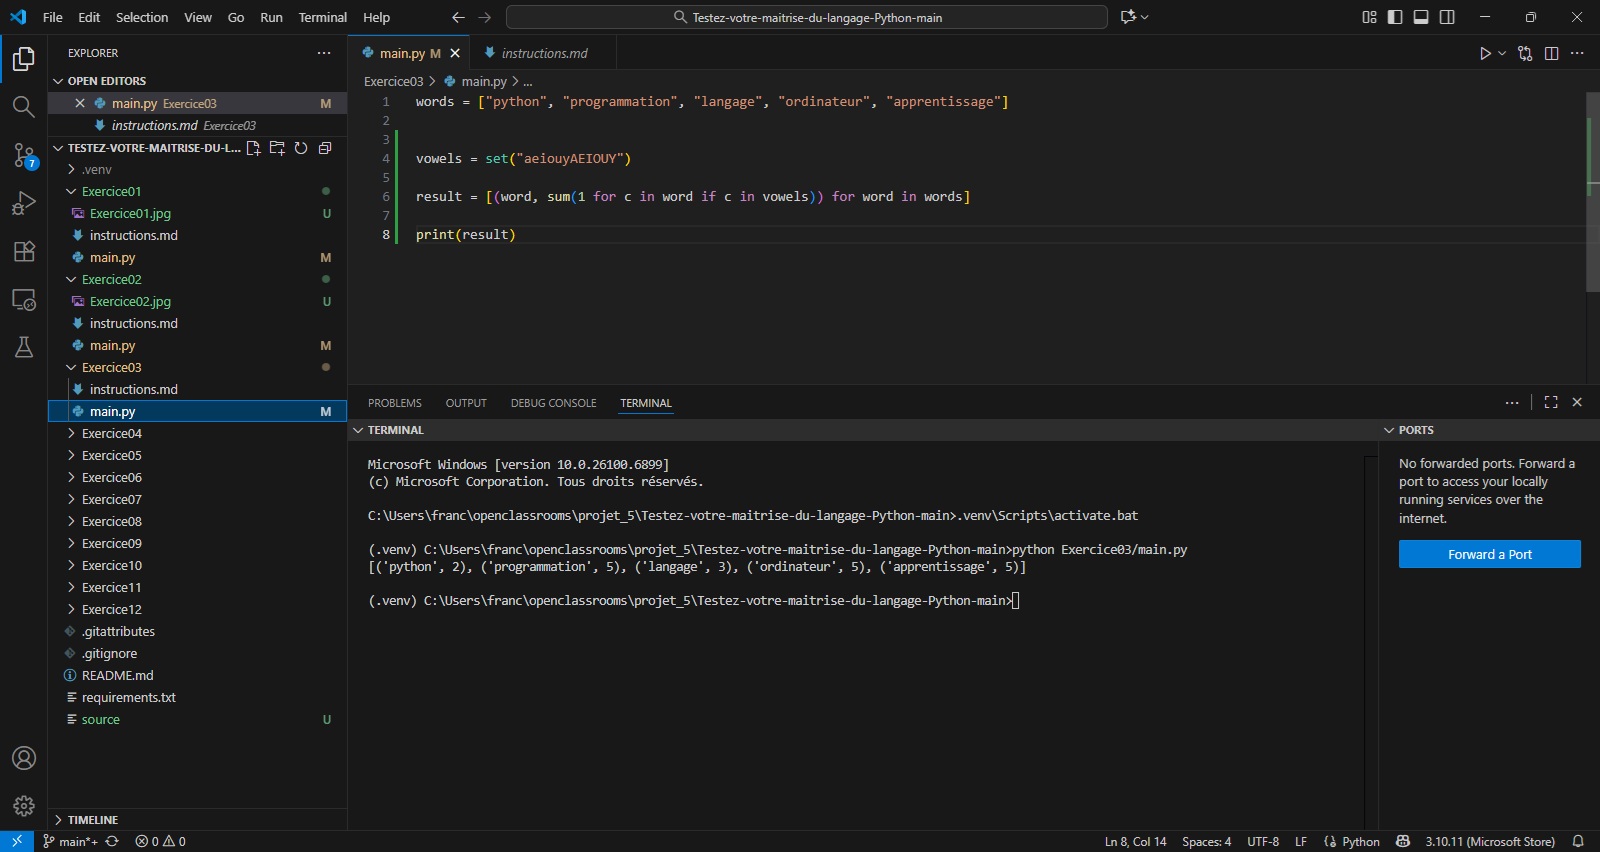 File Edit Selection View Go Run Terminal Help
Testez-votre-maitrise-du-langage-Python-main
EXPLORER
OPEN EDITORS
main.py Exercice03 M
instructions.md Exercice03
TESTEZ-VOTRE-MAITRISE-DU-L...
.venv
Exercice01
Exercice01.jpg U
instructions.md
main.py M
Exercice02
Exercice02.jpg U
instructions.md
main.py M
Exercice03
instructions.md
main.py M
Exercice04
Exercice05
Exercice06
Exercice07
Exercice08
Exercice09
Exercice10
Exercice11
Exercice12
.gitattributes
.gitignore
README.md
requirements.txt
source U
TIMELINE
7
main.py M
instructions.md
Exercice03 > main.py > ...
1 words = ["python", "programmation", "langage", "ordinateur", "apprentissage"]
2
3
4 vowels = set("aeiouyAEIOUY")
5
6 result = [(word, sum(1 for c in word if c in vowels)) for word in words]
7
8 print(result)
PROBLEMS OUTPUT DEBUG CONSOLE TERMINAL
TERMINAL
Microsoft Windows [version 10.0.26100.6899]
(c) Microsoft Corporation. Tous droits réservés.
C:\Users\franc\openclassrooms\projet_5\Testez-votre-maitrise-du-langage-Python-main>.venv\Scripts\activate.bat
(.venv) C:\Users\franc\openclassrooms\projet_5\Testez-votre-maitrise-du-langage-Python-main>python Exercice03/main.py
[('python', 2), ('programmation', 5), ('langage', 3), ('ordinateur', 5), ('apprentissage', 5)]
(.venv) C:\Users\franc\openclassrooms\projet_5\Testez-votre-maitrise-du-langage-Python-main>
PORTS
No forwarded ports. Forward a
port to access your locally
running services over the
internet.
Forward a Port
main*+ 0 0
Ln 8, Col 14 Spaces: 4 UTF-8 LF Python 3.10.11 (Microsoft Store)